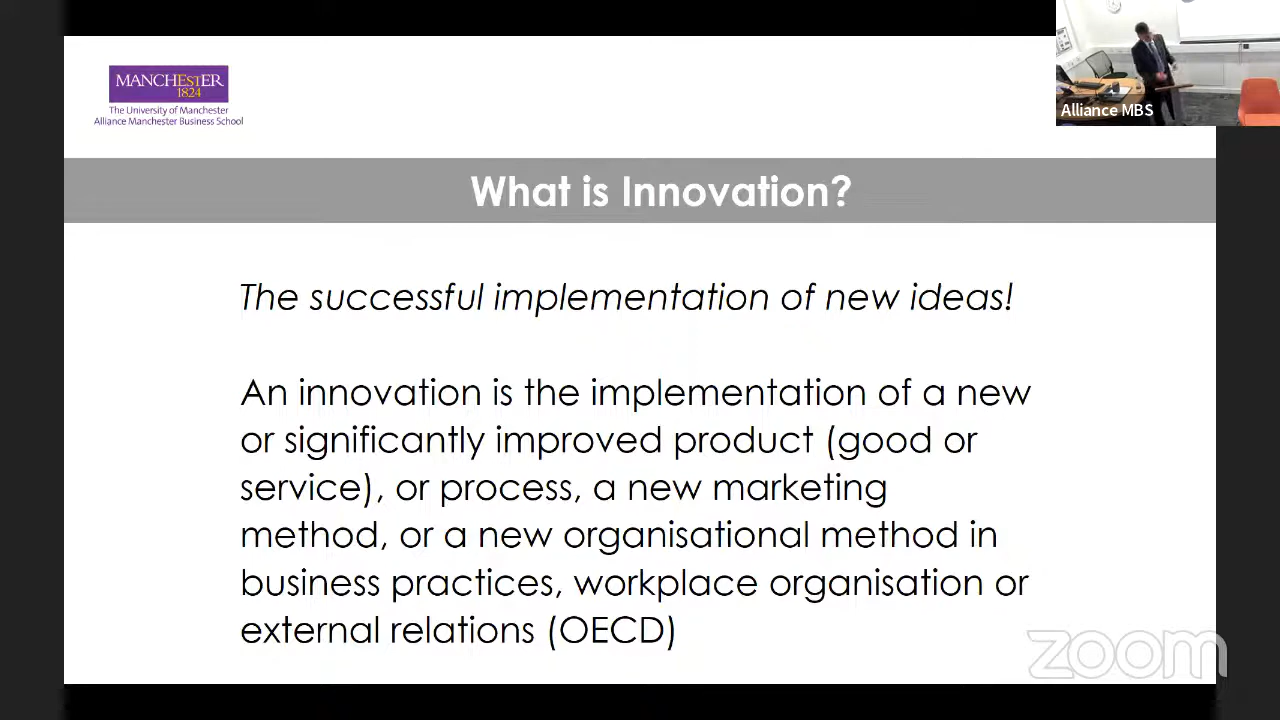 MANCHESTER
1824
The University of Manchester
Alliance Manchester Business School
Alliance MBS
What is Innovation?
The successful implementation of new ideas!
An innovation is the implementation of a new
or significantly improved product (good or
service), or process, a new marketing
method, or a new organisational method in
business practices, workplace organisation or
external relations (OECD)
zoom